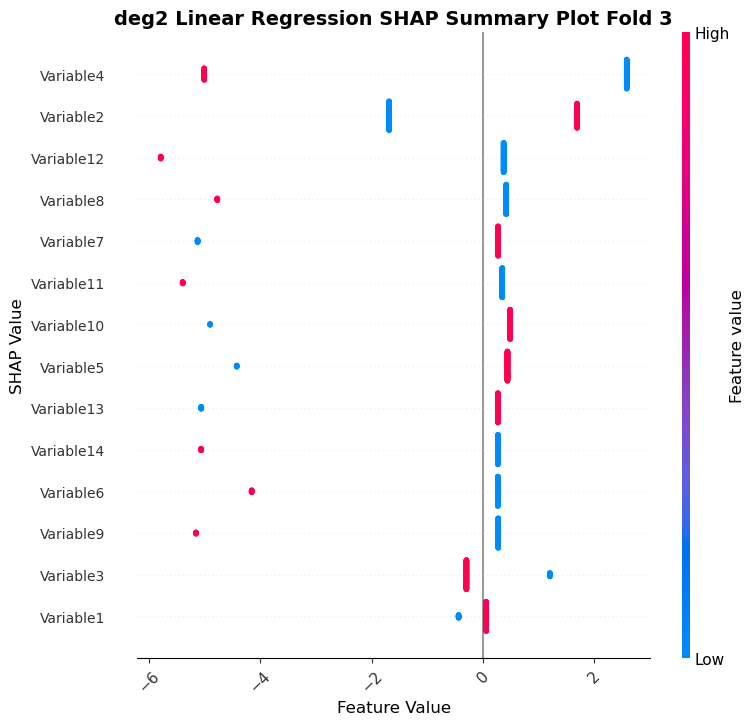 deg2 Linear Regression SHAP Summary Plot Fold 3
High
Variable4
Variable2
Variable12
Variable8
Variable7
Variable11
Variable10
Variable5
Variable13
Variable14
Variable6
Variable9
Variable3
Variable1
SHAP Value
Feature value
Low
−6 −4 −2 0 2
Feature Value